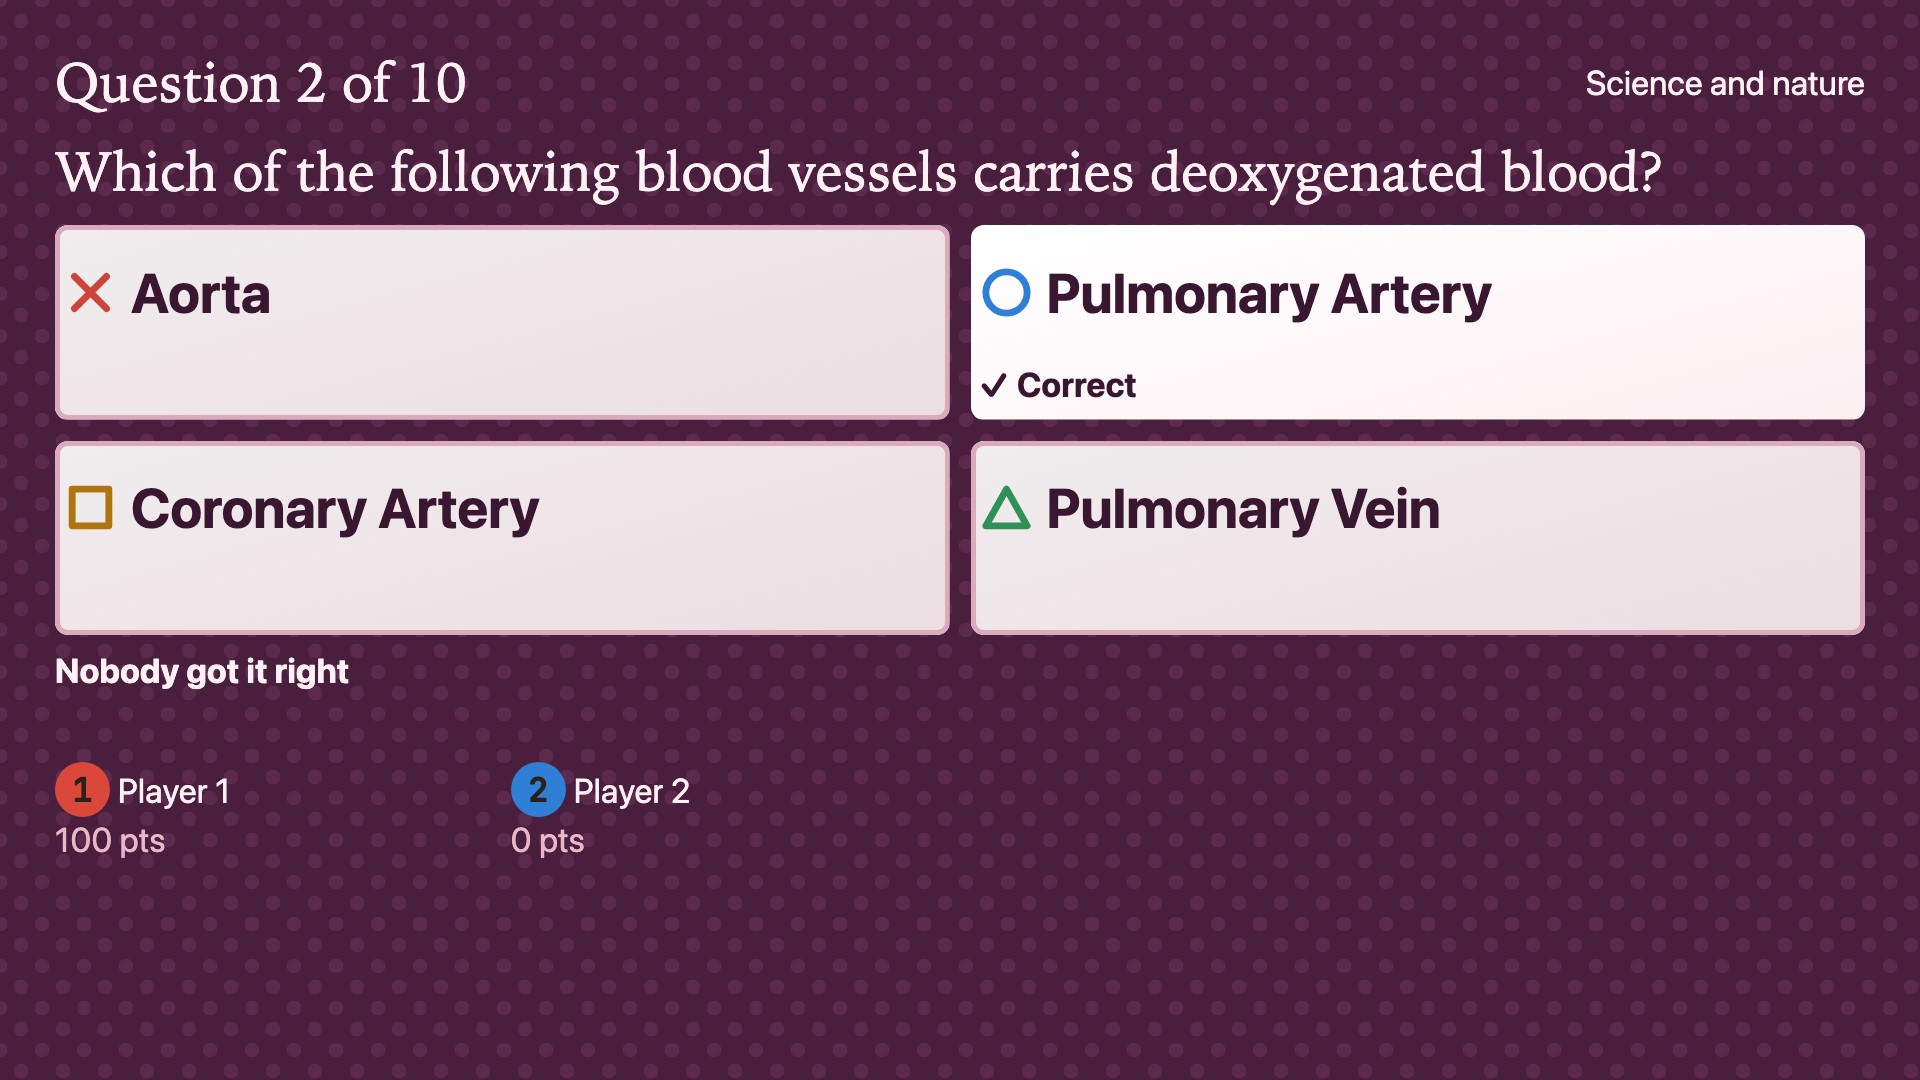 Question 2 of 10
Science and nature
Which of the following blood vessels carries deoxygenated blood?
Aorta
Pulmonary Artery
✓ Correct
Coronary Artery
Pulmonary Vein
Nobody got it right
1 Player 1
100 pts
2 Player 2
0 pts